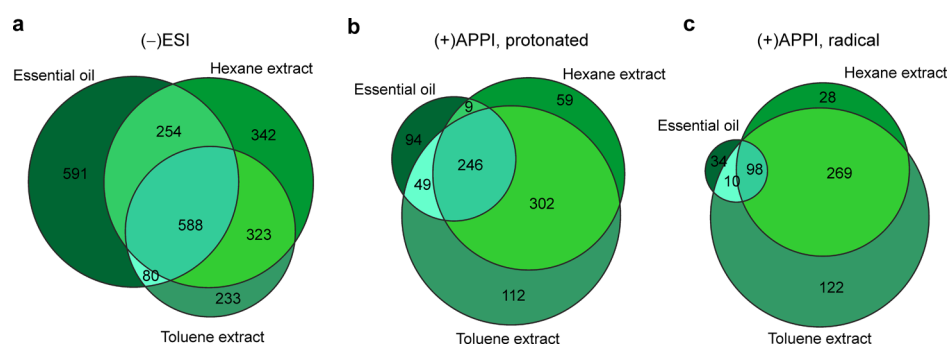 a
(−)ESI
Essential oil
Hexane extract
254
342
591
588
323
80
233
Toluene extract
b
(+)APPI, protonated
Hexane extract
Essential oil
9
59
94
246
49
302
112
Toluene extract
c
(+)APPI, radical
Hexane extract
28
Essential oil
34
98
10
269
122
Toluene extract